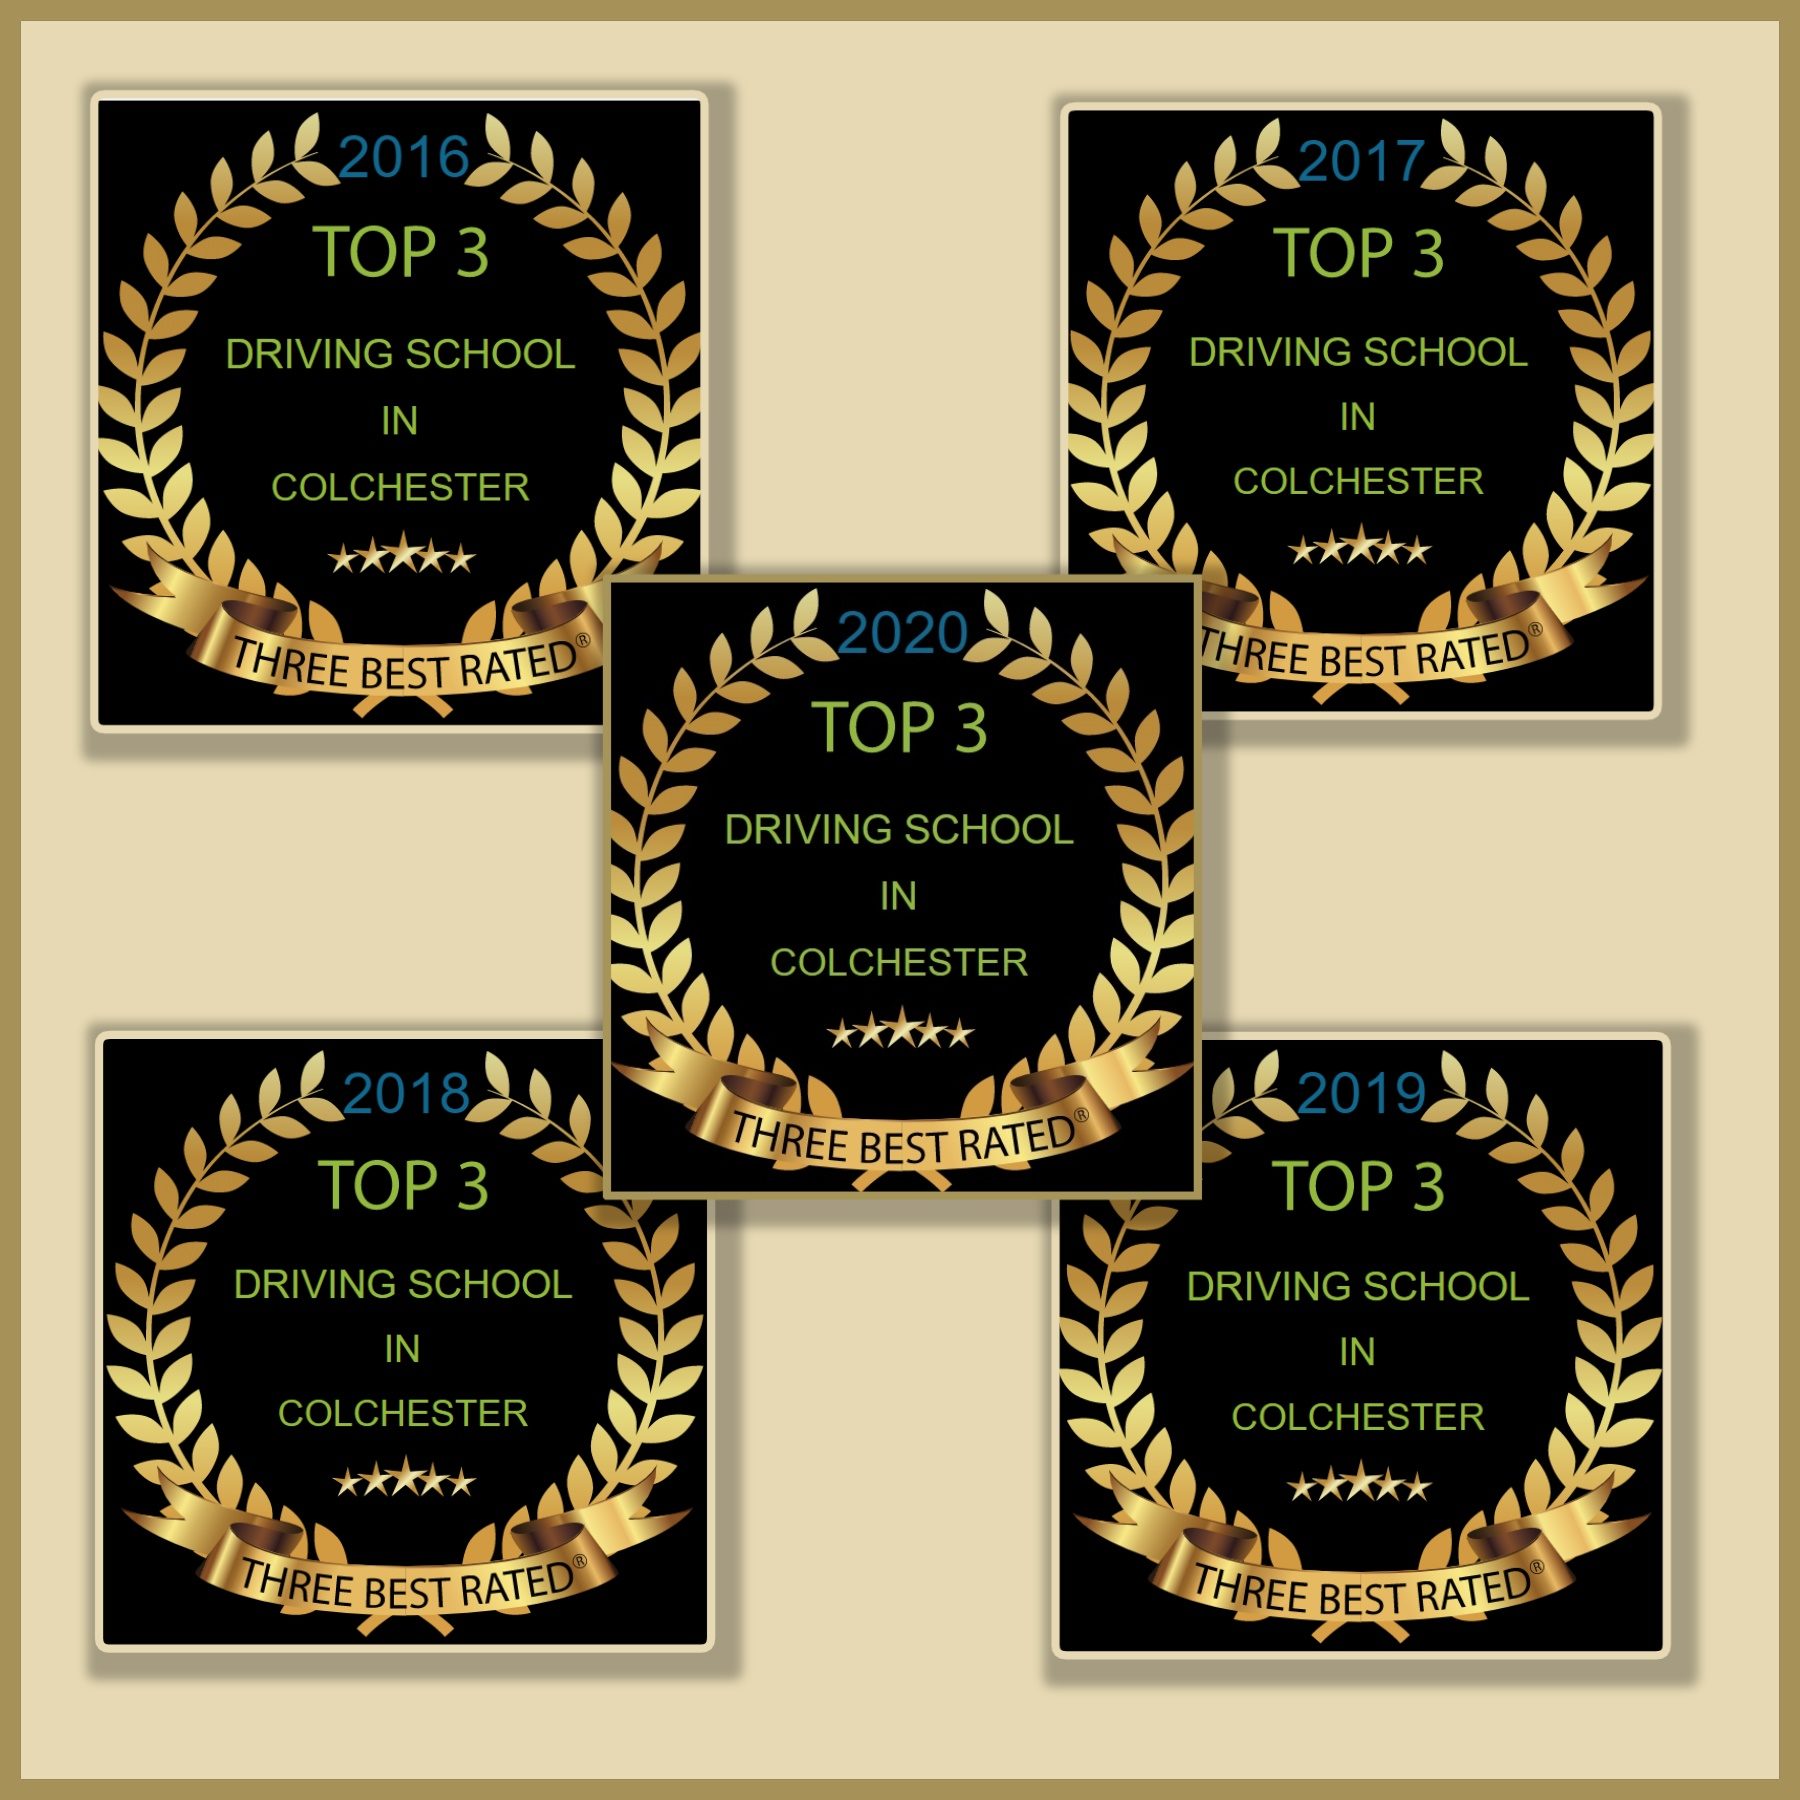 2016
TOP 3
DRIVING SCHOOL
IN
COLCHESTER
THREE BEST RATED®
2017
TOP 3
DRIVING SCHOOL
IN
COLCHESTER
THREE BEST RATED®
2020
TOP 3
DRIVING SCHOOL
IN
COLCHESTER
THREE BEST RATED®
2018
TOP 3
DRIVING SCHOOL
IN
COLCHESTER
THREE BEST RATED®
2019
TOP 3
DRIVING SCHOOL
IN
COLCHESTER
THREE BEST RATED®